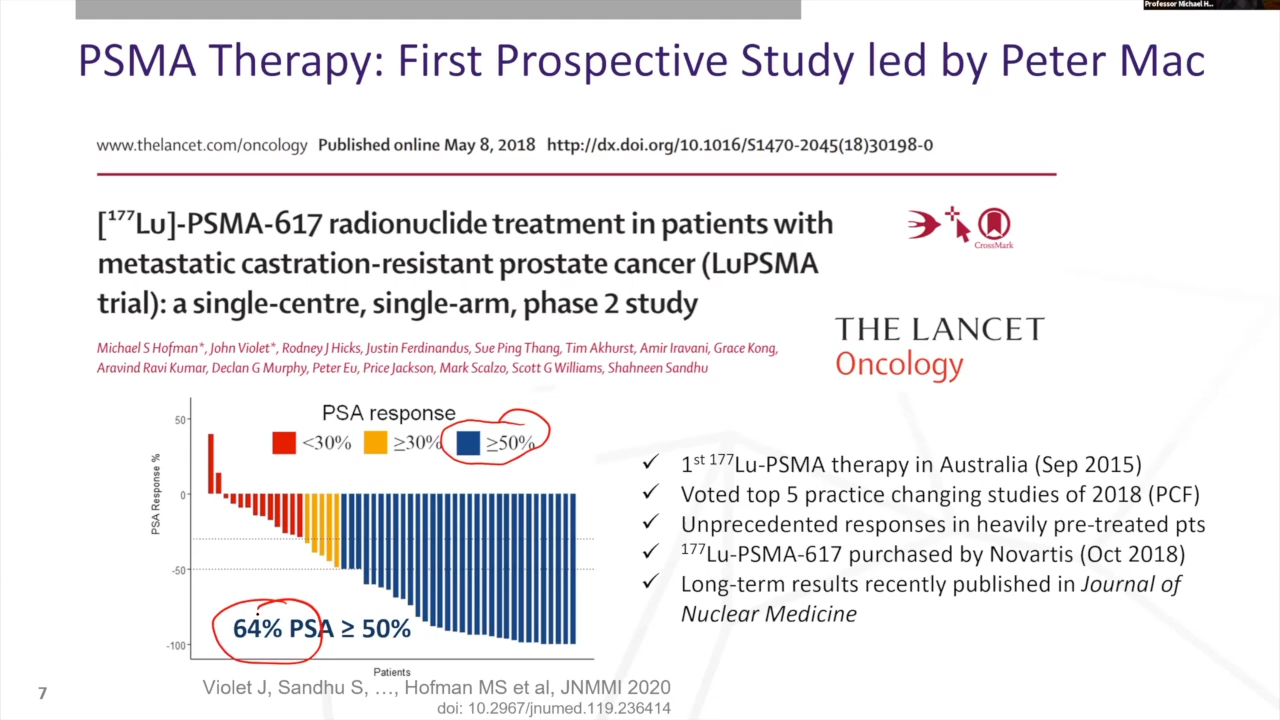 Professor Michael H...
PSMA Therapy: First Prospective Study led by Peter Mac
www.thelancet.com/oncology Published online May 8, 2018 http://dx.doi.org/10.1016/S1470-2045(18)30198-0
[¹⁷⁷Lu]-PSMA-617 radionuclide treatment in patients with
metastatic castration-resistant prostate cancer (LuPSMA
trial): a single-centre, single-arm, phase 2 study
CrossMark
Michael S Hofman*, John Violet*, Rodney J Hicks, Justin Ferdinandus, Sue Ping Thang, Tim Akhurst, Amir Iravani, Grace Kong,
Aravind Ravi Kumar, Declan G Murphy, Peter Eu, Price Jackson, Mark Scalzo, Scott G Williams, Shahneen Sandhu
THE LANCET
Oncology
PSA response
<30% ≥30% ≥50%
50
0
-50
-100
PSA Response %
64% PSA ≥ 50%
Patients
✓ 1st ¹⁷⁷Lu-PSMA therapy in Australia (Sep 2015)
✓ Voted top 5 practice changing studies of 2018 (PCF)
✓ Unprecedented responses in heavily pre-treated pts
✓ ¹⁷⁷Lu-PSMA-617 purchased by Novartis (Oct 2018)
✓ Long-term results recently published in Journal of
Nuclear Medicine
Violet J, Sandhu S, …, Hofman MS et al, JNMMI 2020
doi: 10.2967/jnumed.119.236414
7